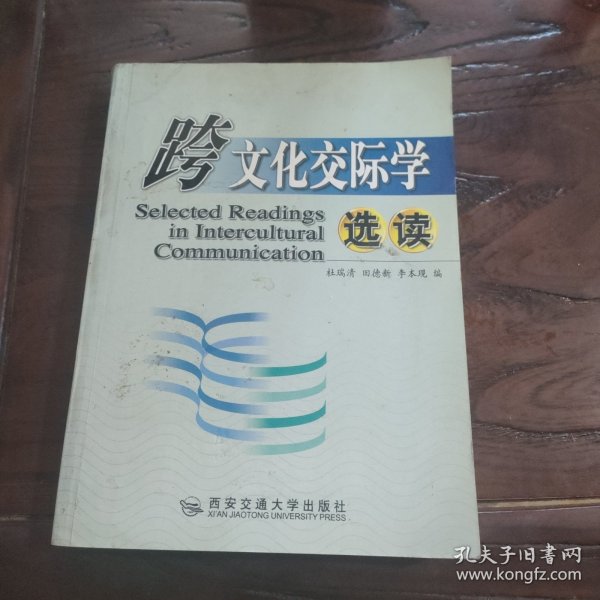 跨文化交际学
Selected Readings
in Intercultural
Communication
选读
杜瑞清 田德新 李本现 编
西安交通大学出版社
XI'AN JIAOTONG UNIVERSITY PRESS
孔夫子旧书网
www.kongfz.com